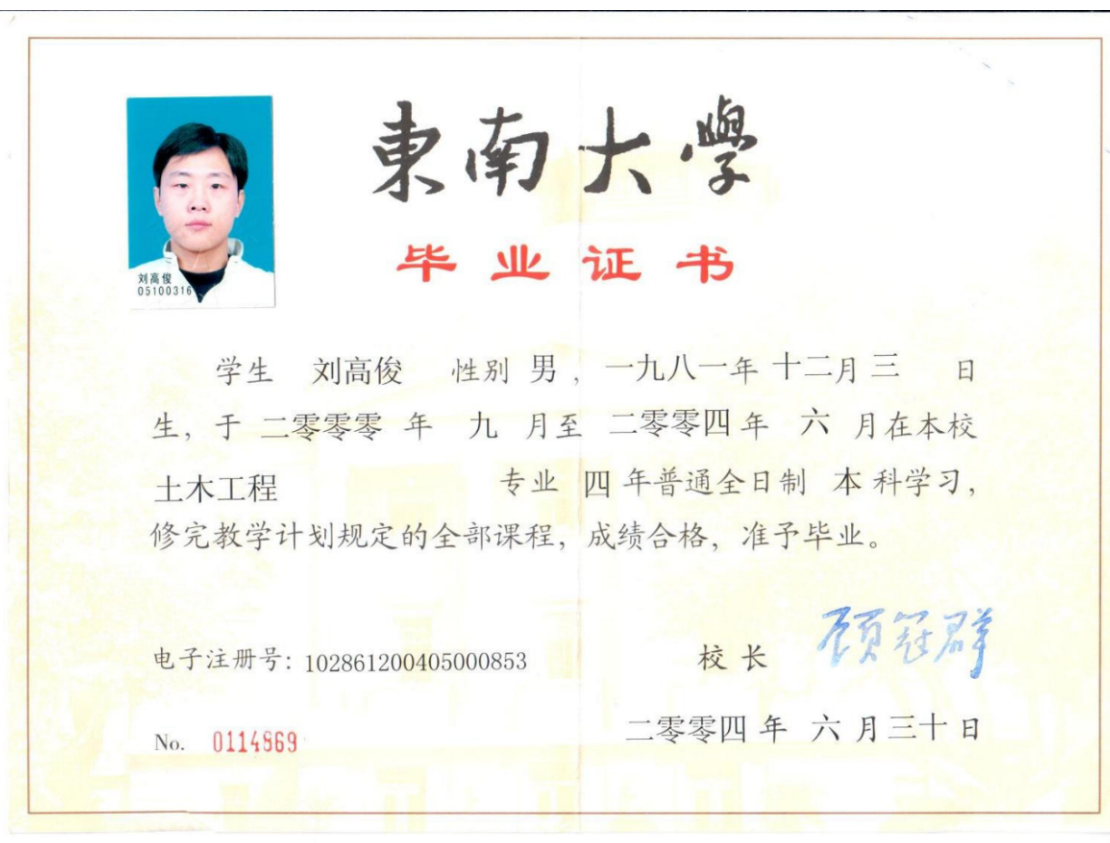 東南大學
毕业证书
刘高俊
05100316
学生 刘高俊 性别 男，一九八一年 十二月 三 日
生，于 二零零零 年 九 月至 二零零四 年 六 月在本校
土木工程 专业 四 年普通全日制 本 科学习，
修完教学计划规定的全部课程，成绩合格，准予毕业。
电子注册号：102861200405000853
校长 顾冠群
No. 0114869
二零零四 年 六 月三十日